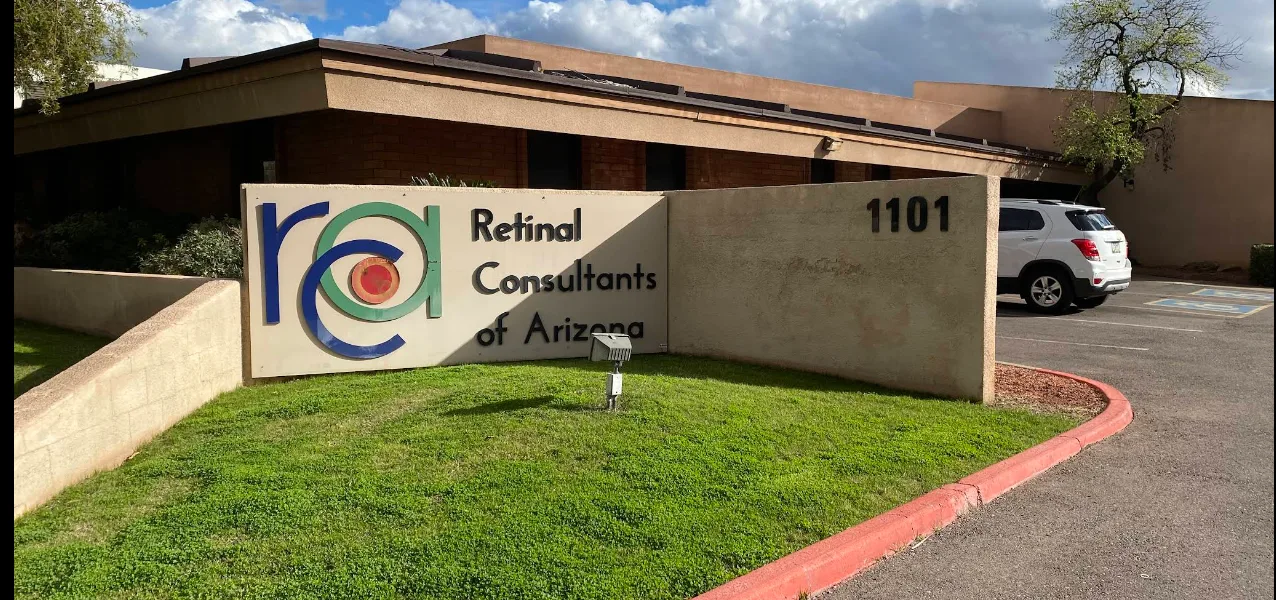 rca
Retinal
Consultants
of Arizona
1101